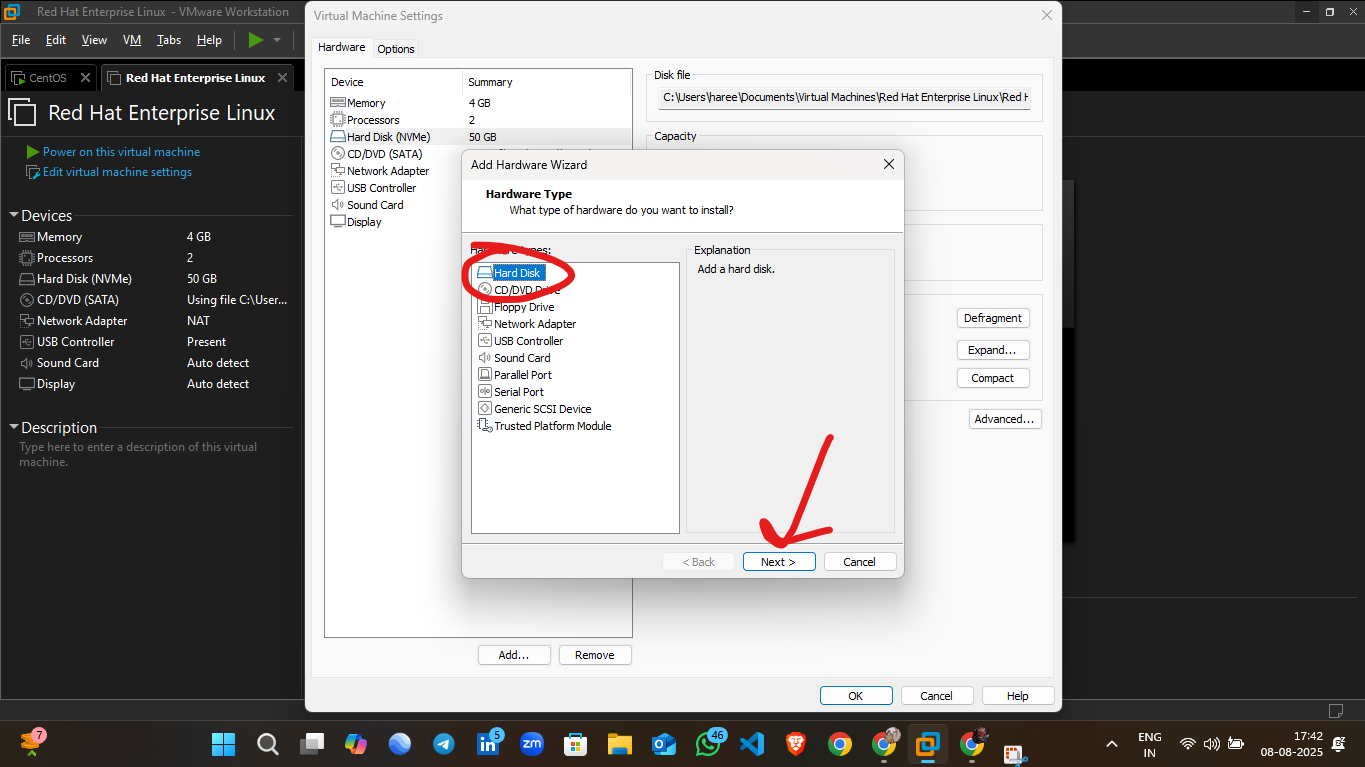 Red Hat Enterprise Linux - VMware Workstation
File Edit View VM Tabs Help
CentOS
Red Hat Enterprise Linux
Red Hat Enterprise Linux
Power on this virtual machine
Edit virtual machine settings
Devices
Memory 4 GB
Processors 2
Hard Disk (NVMe) 50 GB
CD/DVD (SATA) Using file C:\User...
Network Adapter NAT
USB Controller Present
Sound Card Auto detect
Display Auto detect
Description
Type here to enter a description of this virtual
machine.
Virtual Machine Settings
Hardware Options
Device Summary
Memory 4 GB
Processors 2
Hard Disk (NVMe) 50 GB
CD/DVD (SATA)
Network Adapter
USB Controller
Sound Card
Display
Add...
Remove
Disk file
C:\Users\haree\Documents\Virtual Machines\Red Hat Enterprise Linux\Red H
Capacity
Defragment
Expand...
Compact
Advanced...
OK
Cancel
Help
Add Hardware Wizard
Hardware Type
What type of hardware do you want to install?
types:
Hard Disk
CD/DVD Drive
Floppy Drive
Network Adapter
USB Controller
Sound Card
Parallel Port
Serial Port
Generic SCSI Device
Trusted Platform Module
Explanation
Add a hard disk.
< Back
Next >
Cancel
7
5
zm
46
ENG
IN
17:42
08-08-2025